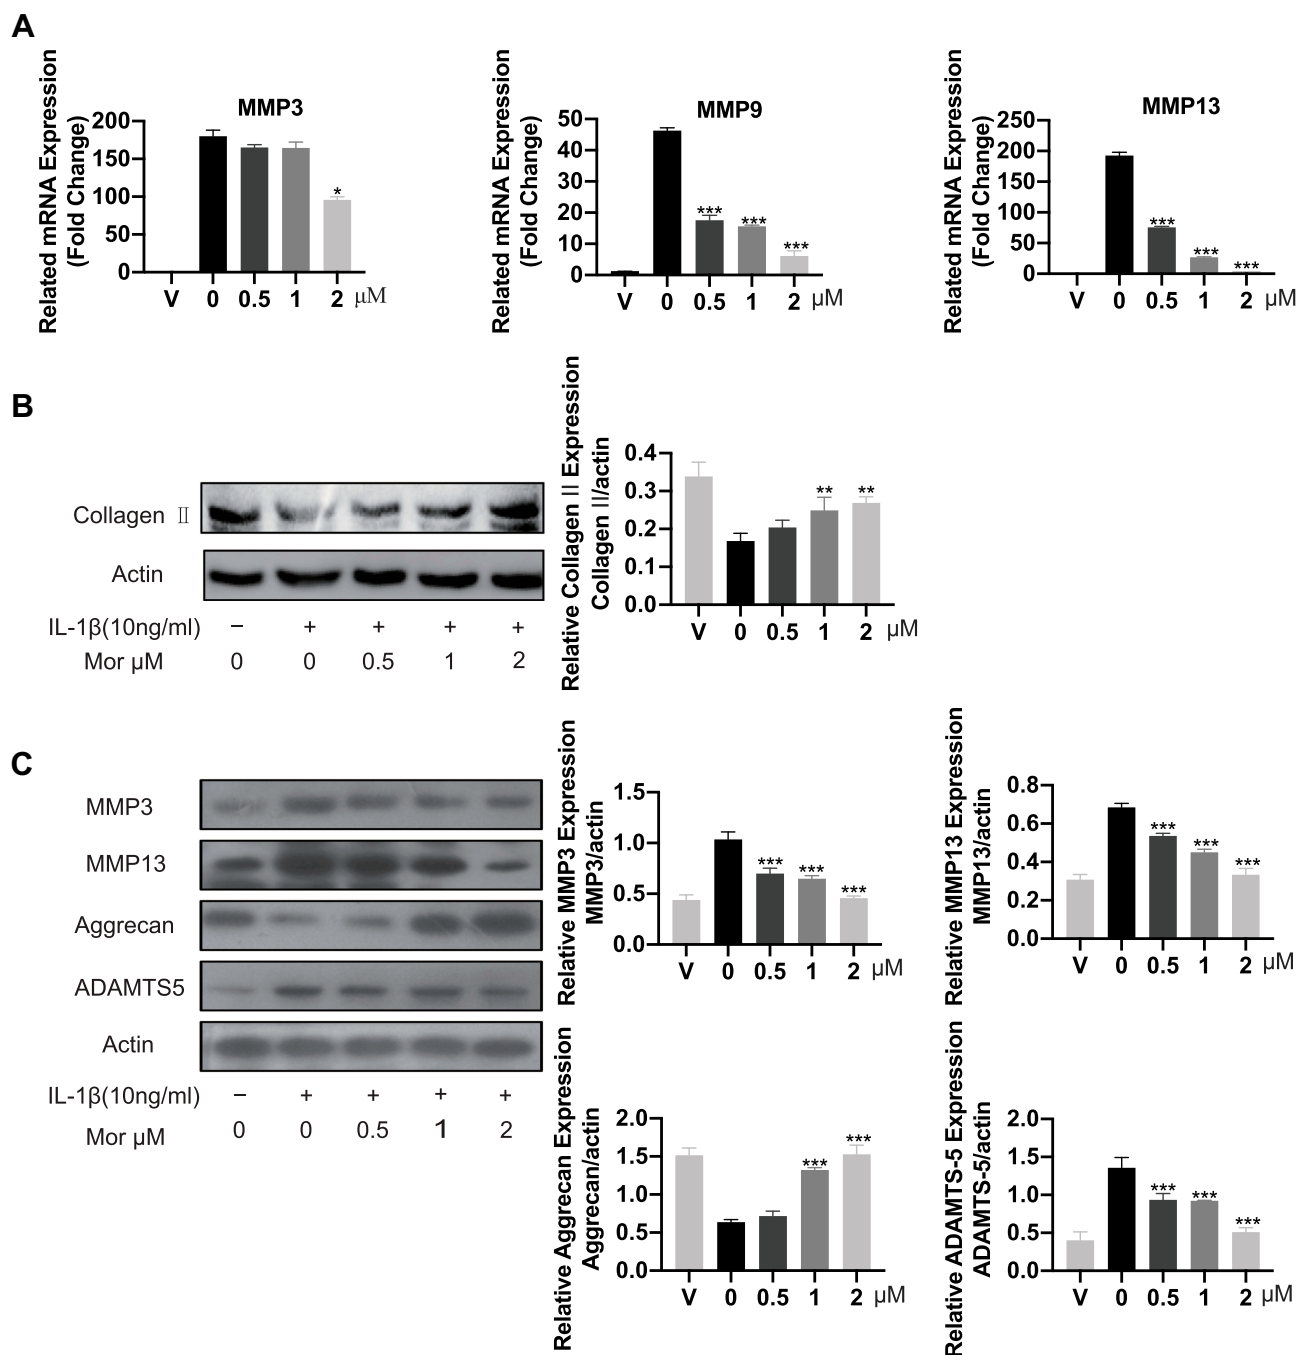 A
MMP3
Related mRNA Expression
(Fold Change)
200
150
100
50
0
*
V 0 0.5 1 2 μM
MMP9
Related mRNA Expression
(Fold Change)
50
40
30
20
10
0
*** *** ***
V 0 0.5 1 2 μM
MMP13
Related mRNA Expression
(Fold Change)
250
200
150
100
50
0
*** *** ***
V 0 0.5 1 2 μM
B
Collagen Ⅱ
Actin
IL-1β(10ng/ml) − + + + +
Mor μM 0 0 0.5 1 2
Relative Collagen Ⅱ Expression
Collagen Ⅱ/actin
0.4
0.3
0.2
0.1
0.0
** **
V 0 0.5 1 2 μM
C
MMP3
MMP13
Aggrecan
ADAMTS5
Actin
IL-1β(10ng/ml) − + + + +
Mor μM 0 0 0.5 1 2
Relative MMP3 Expression
MMP3/actin
1.5
1.0
0.5
0.0
*** *** ***
V 0 0.5 1 2 μM
Relative MMP13 Expression
MMP13/actin
0.8
0.6
0.4
0.2
0.0
*** *** ***
V 0 0.5 1 2 μM
Relative Aggrecan Expression
Aggrecan/actin
2.0
1.5
1.0
0.5
0.0
*** ***
V 0 0.5 1 2 μM
Relative ADAMTS-5 Expression
ADAMTS-5/actin
2.0
1.5
1.0
0.5
0.0
*** *** ***
V 0 0.5 1 2 μM